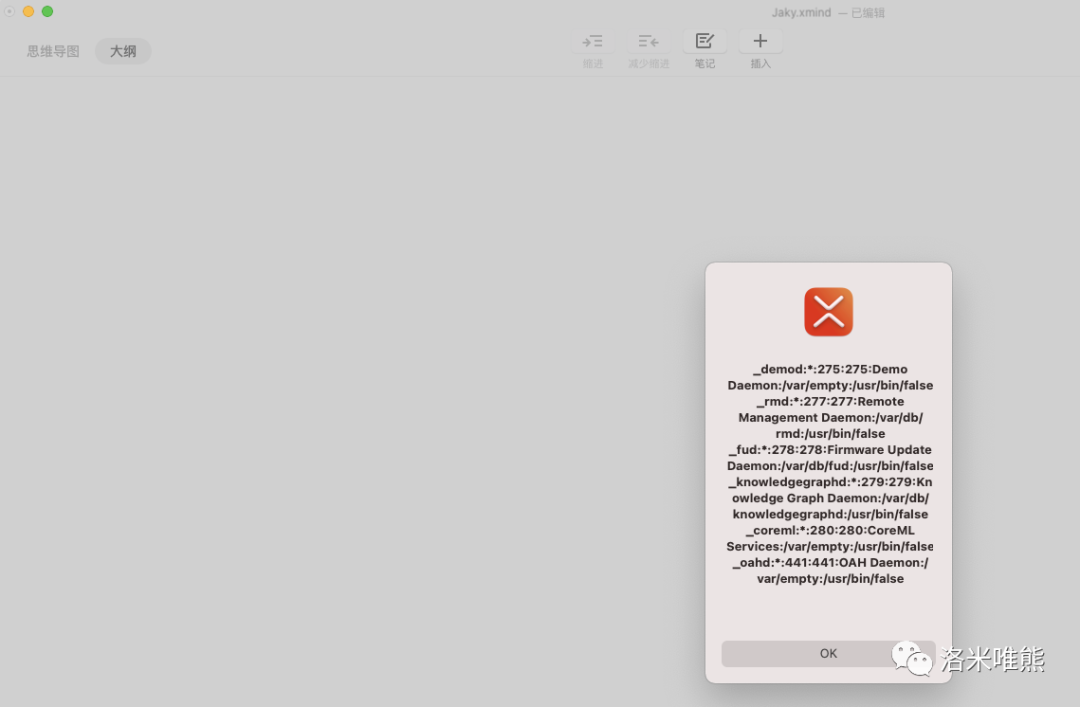 Jaky.xmind — 已编辑
思维导图
大纲
缩进
减少缩进
笔记
插入
_demod:*:275:275:Demo
Daemon:/var/empty:/usr/bin/false
_rmd:*:277:277:Remote
Management Daemon:/var/db/
rmd:/usr/bin/false
_fud:*:278:278:Firmware Update
Daemon:/var/db/fud:/usr/bin/false
_knowledgegraphd:*:279:279:Kn
owledge Graph Daemon:/var/db/
knowledgegraphd:/usr/bin/false
_coreml:*:280:280:CoreML
Services:/var/empty:/usr/bin/false
_oahd:*:441:441:OAH Daemon:/
var/empty:/usr/bin/false
OK
洛米唯熊